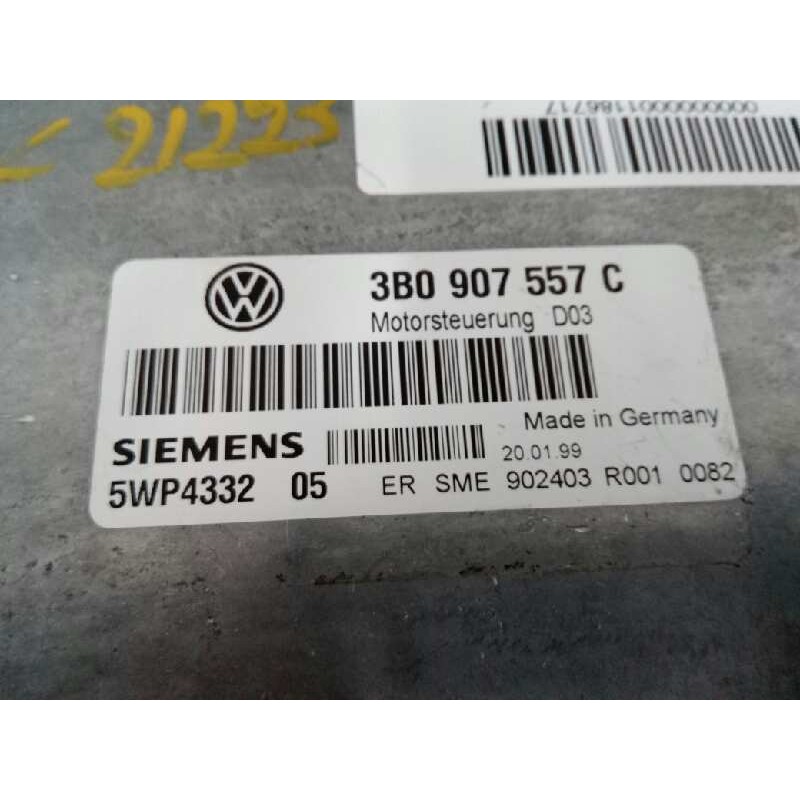 21223
000000001186717
3B0 907 557 C
Motorsteuerung D03
Made in Germany
SIEMENS 20.01.99
5WP4332 05 ER SME 902403 R001 0082